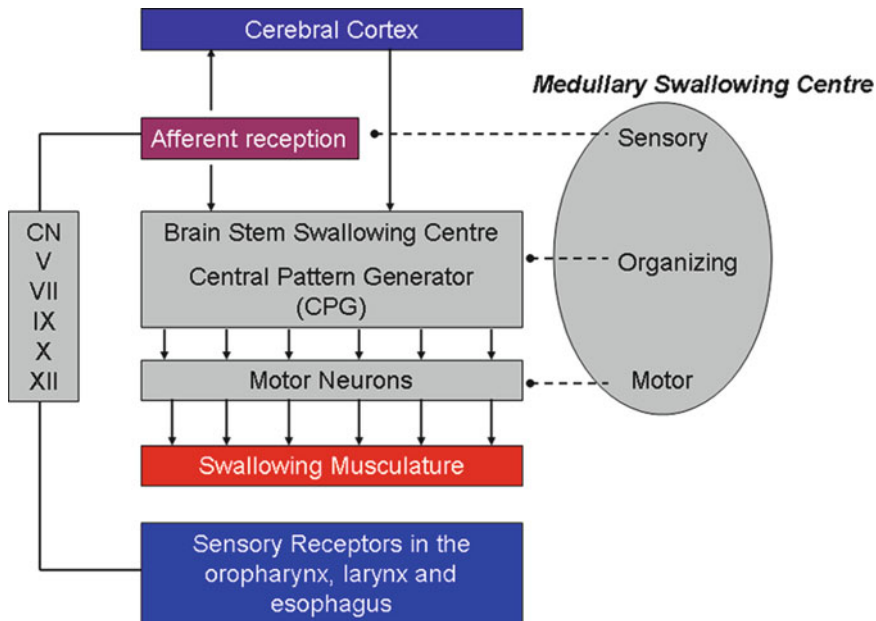 Cerebral Cortex
Medullary Swallowing Centre
Afferent reception
Sensory
CN
V
VII
IX
X
XII
Brain Stem Swallowing Centre
Central Pattern Generator
(CPG)
Organizing
Motor Neurons
Motor
Swallowing Musculature
Sensory Receptors in the
oropharynx, larynx and
esophagus